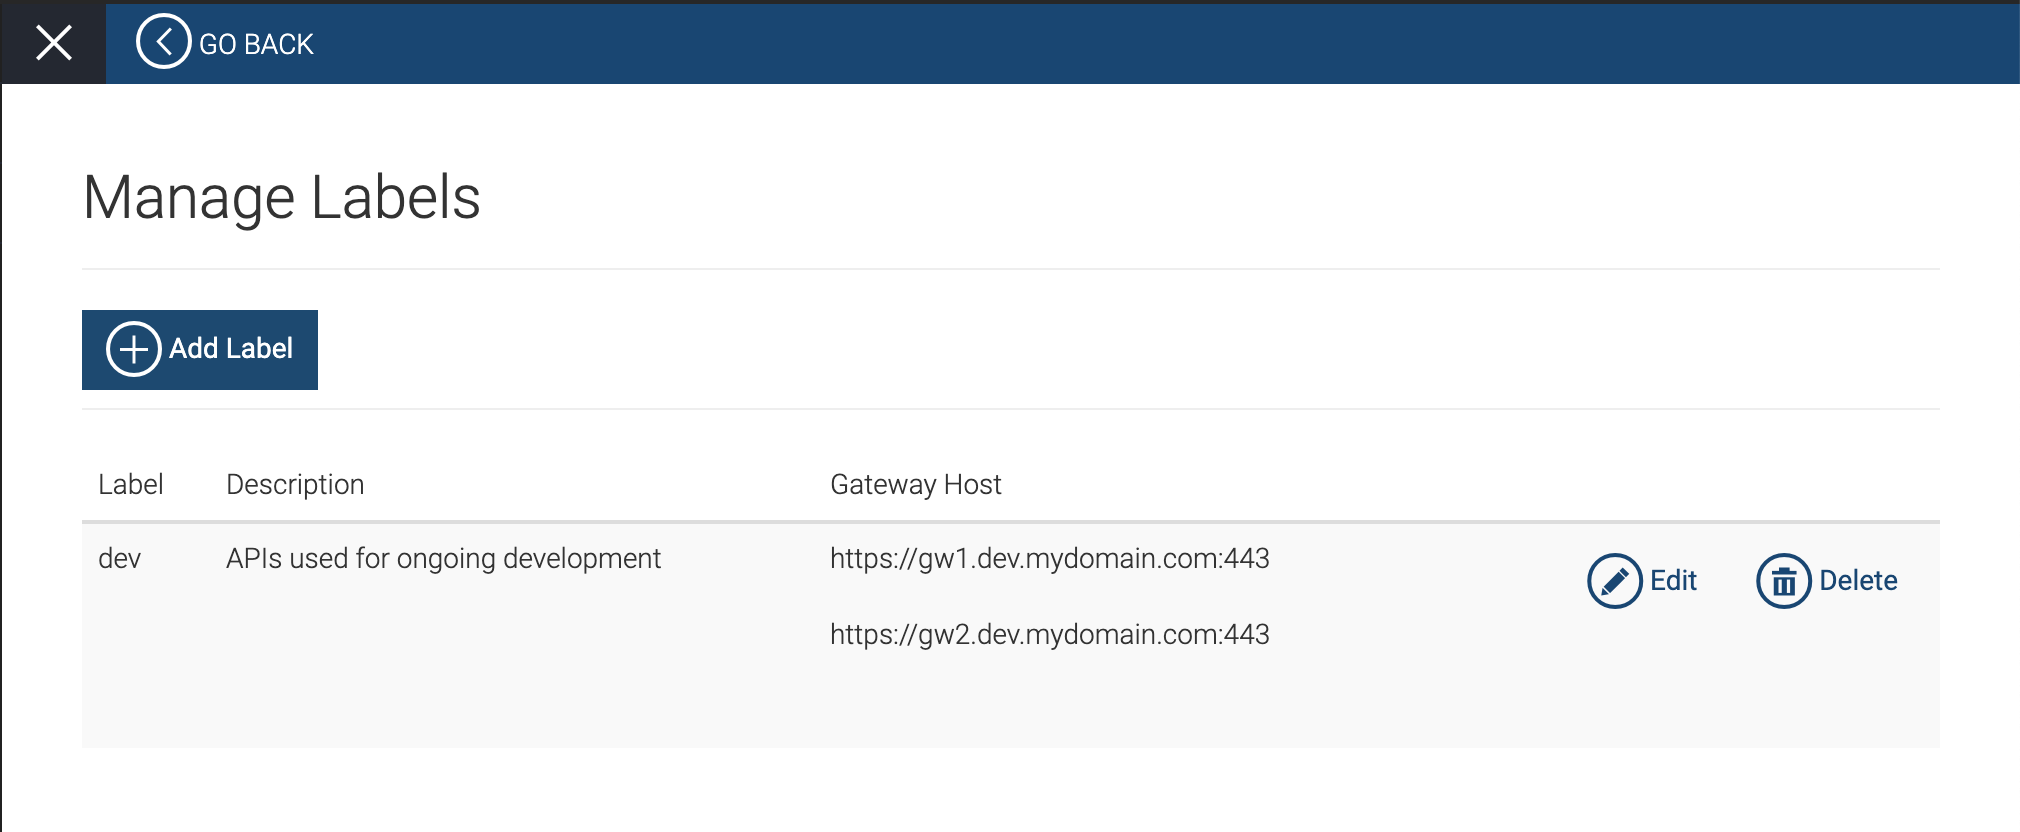 GO BACK
Manage Labels
Add Label
Label Description Gateway Host
dev APIs used for ongoing development https://gw1.dev.mydomain.com:443 Edit Delete
https://gw2.dev.mydomain.com:443